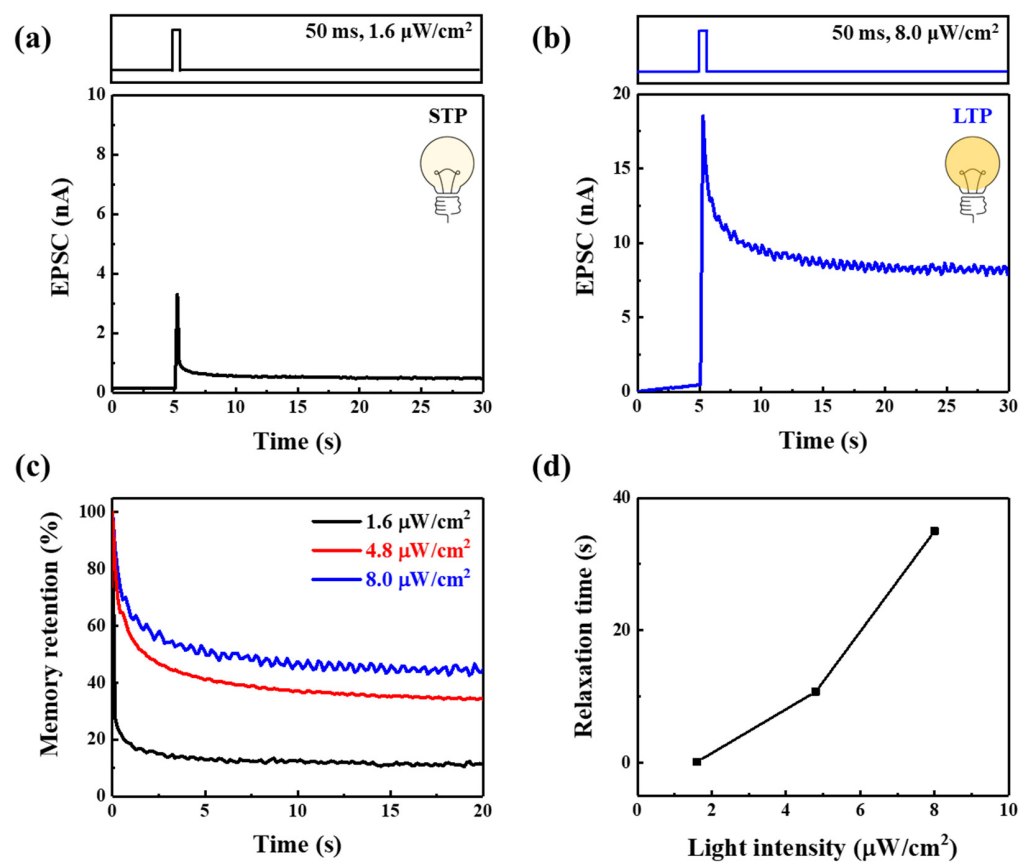 (a)
50 ms, 1.6 μW/cm²
STP
10
8
6
4
2
0
EPSC (nA)
0 5 10 15 20 25 30
Time (s)
(b)
50 ms, 8.0 μW/cm²
LTP
20
15
10
5
0
EPSC (nA)
0 5 10 15 20 25 30
Time (s)
(c)
100
80
60
40
20
0
Memory retention (%)
1.6 μW/cm²
4.8 μW/cm²
8.0 μW/cm²
0 5 10 15 20
Time (s)
(d)
40
20
0
Relaxation time (s)
0 2 4 6 8 10
Light intensity (μW/cm²)